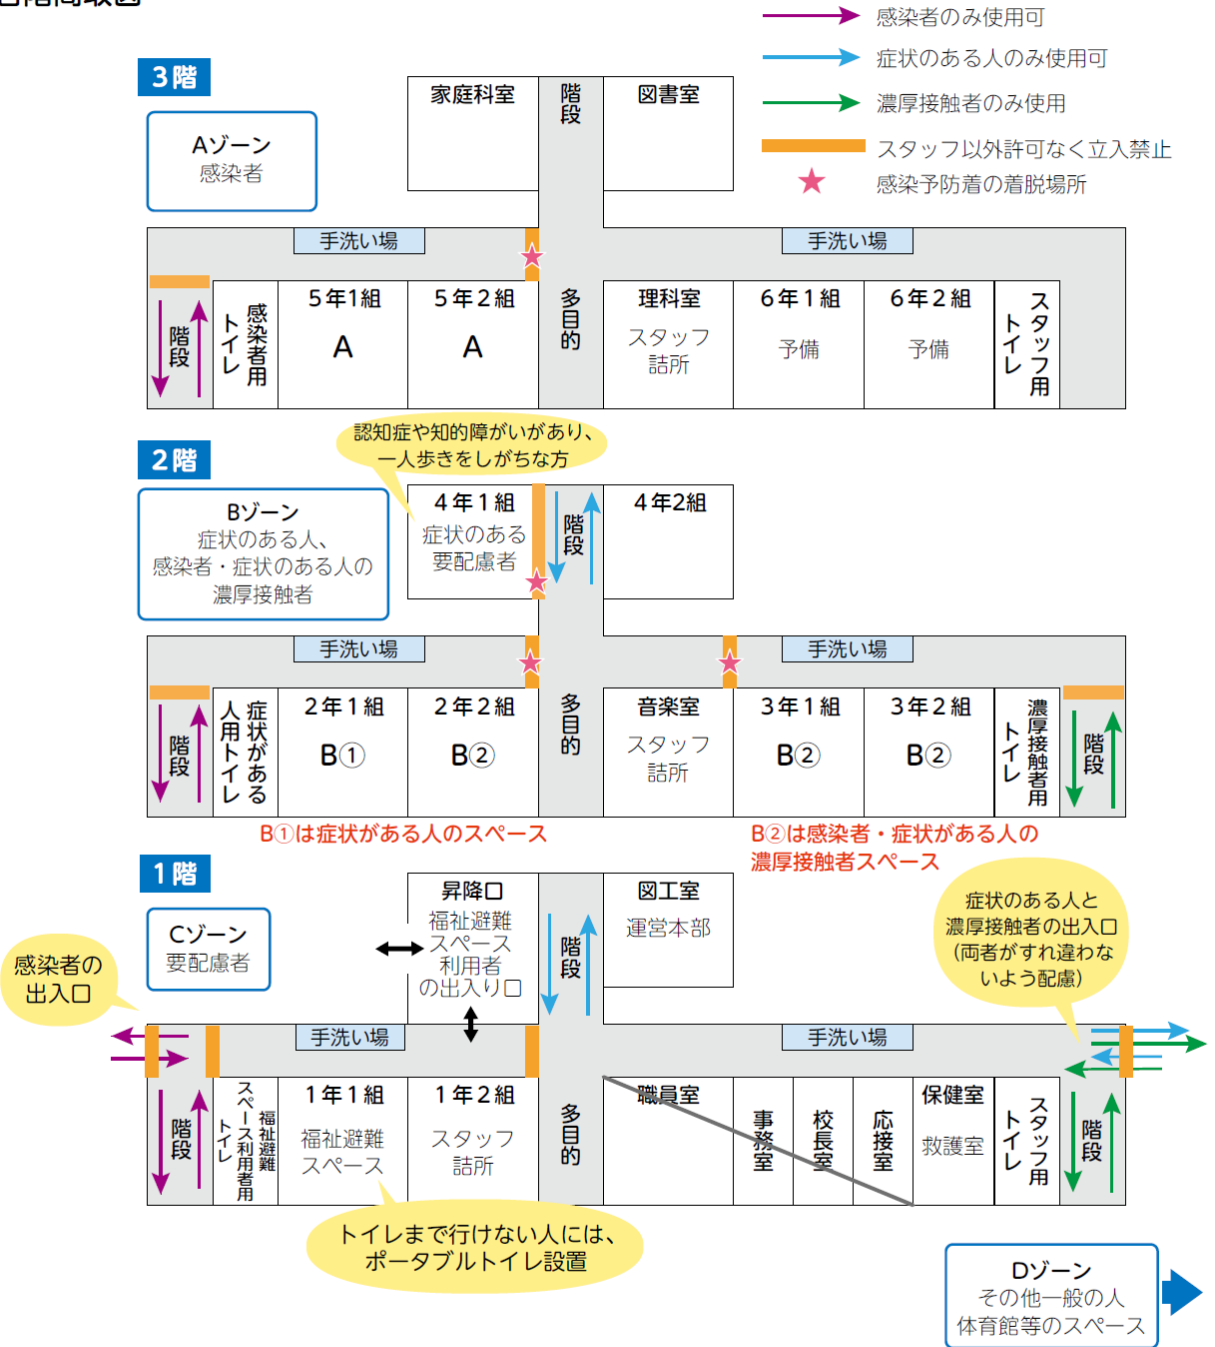 各階間取図
感染者のみ使用可
症状のある人のみ使用可
濃厚接触者のみ使用
スタッフ以外許可なく立入禁止
感染予防着の着脱場所
3階
Aゾーン
感染者
家庭科室
階段
図書室
手洗い場
手洗い場
階段
感染者用
トイレ
5年1組
A
5年2組
A
多目的
理科室
スタッフ
詰所
6年1組
予備
6年2組
予備
スタッフ用
トイレ
認知症や知的障がいがあり、
一人歩きをしがちな方
2階
Bゾーン
症状のある人、
感染者・症状のある人の
濃厚接触者
4年1組
症状のある
要配慮者
階段
4年2組
手洗い場
手洗い場
階段
症状がある
人用トイレ
2年1組
B①
2年2組
B②
多目的
音楽室
スタッフ
詰所
3年1組
B②
3年2組
B②
濃厚接触者用
トイレ
階段
B①は症状がある人のスペース
B②は感染者・症状がある人の
濃厚接触者スペース
1階
Cゾーン
要配慮者
感染者の
出入口
昇降口
福祉避難
スペース
利用者
の出入り口
階段
図工室
運営本部
症状のある人と
濃厚接触者の出入口
(両者がすれ違わな
いよう配慮)
手洗い場
手洗い場
階段
福祉避難
スペース利用者用
トイレ
1年1組
福祉避難
スペース
1年2組
スタッフ
詰所
多目的
職員室
事務室
校長室
応接室
保健室
救護室
スタッフ用
トイレ
階段
トイレまで行けない人には、
ポータブルトイレ設置
Dゾーン
その他一般の人
体育館等のスペース